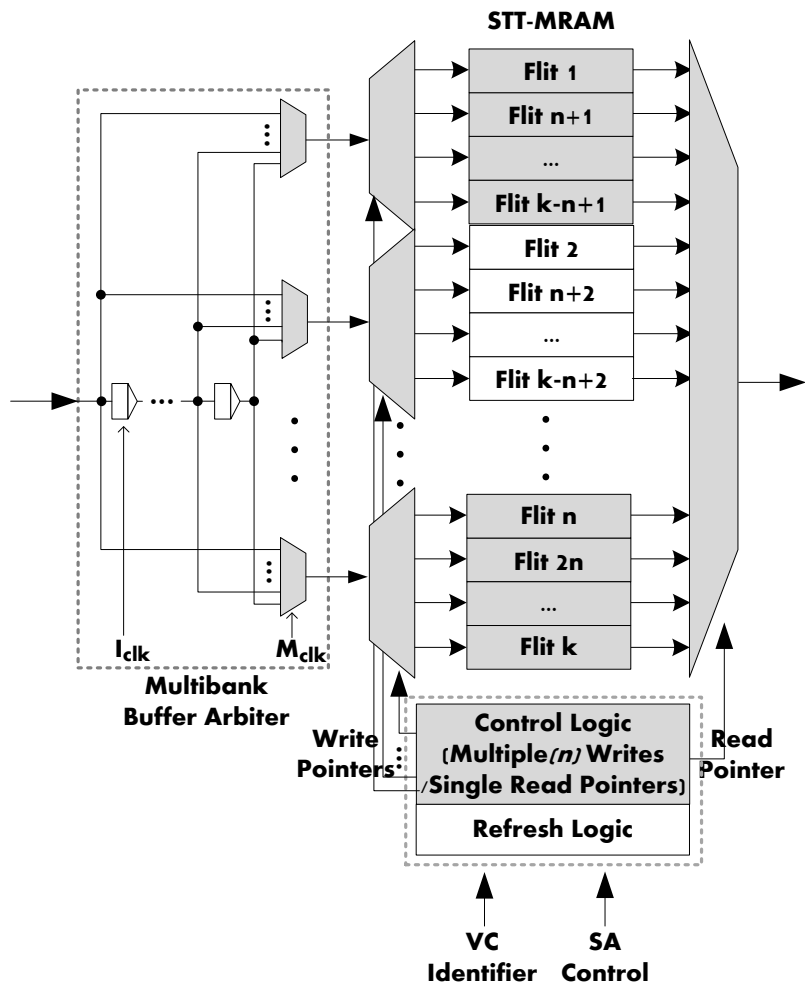 STT-MRAM
Flit 1
Flit n+1
...
Flit k-n+1
Flit 2
Flit n+2
...
Flit k-n+2
Flit n
Flit 2n
...
Flit k
Iclk
Mclk
Multibank
Buffer Arbiter
Write
Pointers
Control Logic
(Multiple(n) Writes
/Single Read Pointers)
Refresh Logic
Read
Pointer
VC
Identifier
SA
Control